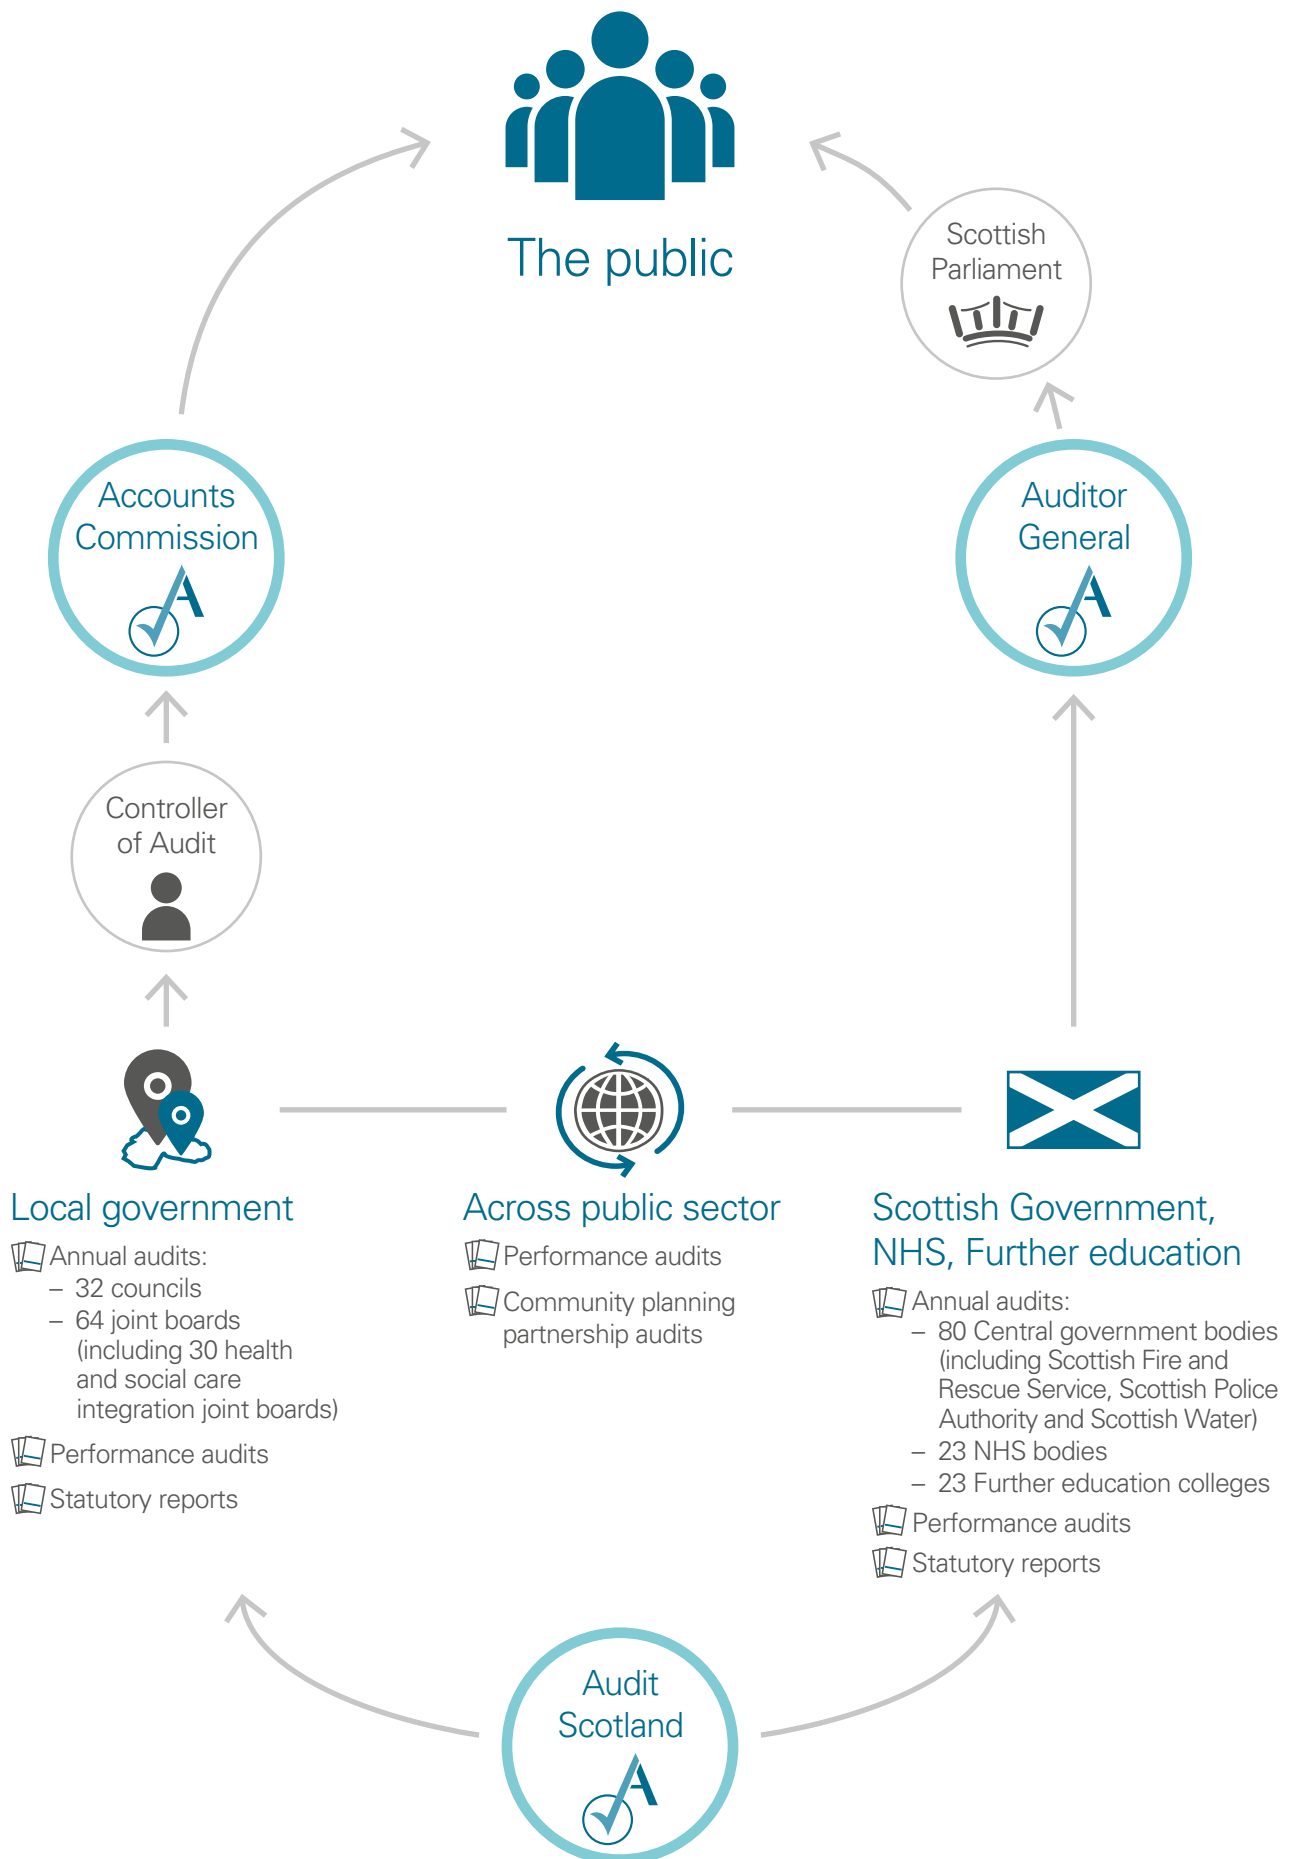 The public
Scottish
Parliament
Accounts
Commission
Auditor
General
Controller
of Audit
Local government
Annual audits:
– 32 councils
– 64 joint boards
(including 30 health
and social care
integration joint boards)
Performance audits
Statutory reports
Across public sector
Performance audits
Community planning
partnership audits
Scottish Government,
NHS, Further education
Annual audits:
– 80 Central government bodies
(including Scottish Fire and
Rescue Service, Scottish Police
Authority and Scottish Water)
– 23 NHS bodies
– 23 Further education colleges
Performance audits
Statutory reports
Audit
Scotland